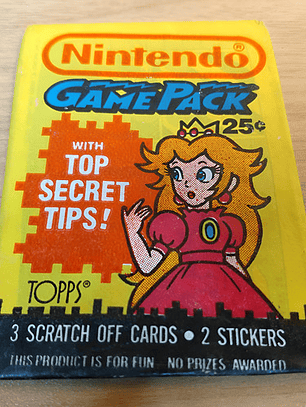 Nintendo®
GAME PACK
25¢
WITH
TOP
SECRET
TIPS!
TOPPS®
3 SCRATCH OFF CARDS • 2 STICKERS
THIS PRODUCT IS FOR FUN NO PRIZES AWARDED